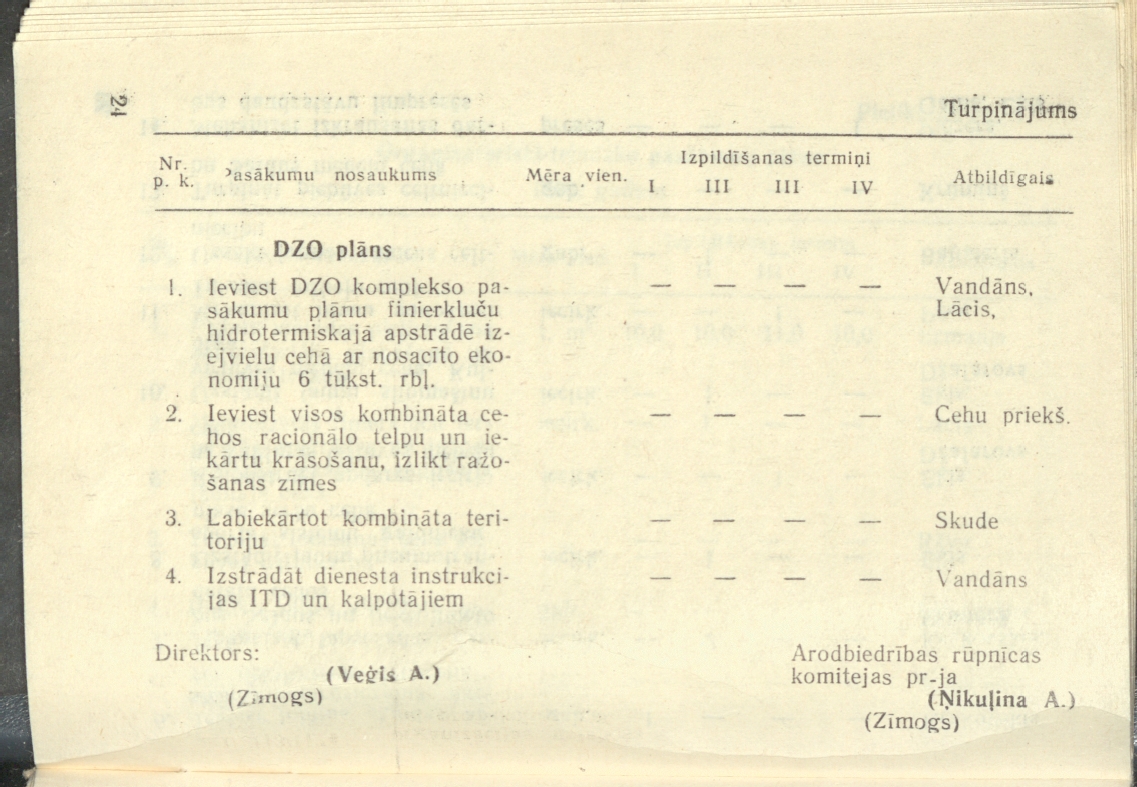 24
Turpinājums
Nr. p. k. Pasākumu nosaukums Mēra vien. Izpildīšanas termiņi Atbildīgais
I III III IV
DZO plāns
1. Ieviest DZO komplekso pa- — — — — Vandāns,
sākumu plānu finierkluču Lācis,
hidrotermiskajā apstrādē iz-
ejvielu cehā ar nosacīto eko-
nomiju 6 tūkst. rbļ.
2. Ieviest visos kombināta ce- — — — — Cehu priekš.
hos racionālo telpu un ie-
kārtu krāsošanu, izlikt ražo-
šanas zīmes
3. Labiekārtot kombināta teri- — — — — Skude
toriju
4. Izstrādāt dienesta instrukci- — — — — Vandāns
jas ITD un kalpotājiem
Direktors: Arodbiedrības rūpnīcas
(Veģis A.) komitejas pr-ja
(Zīmogs) (Ņikuļina A.)
(Zīmogs)